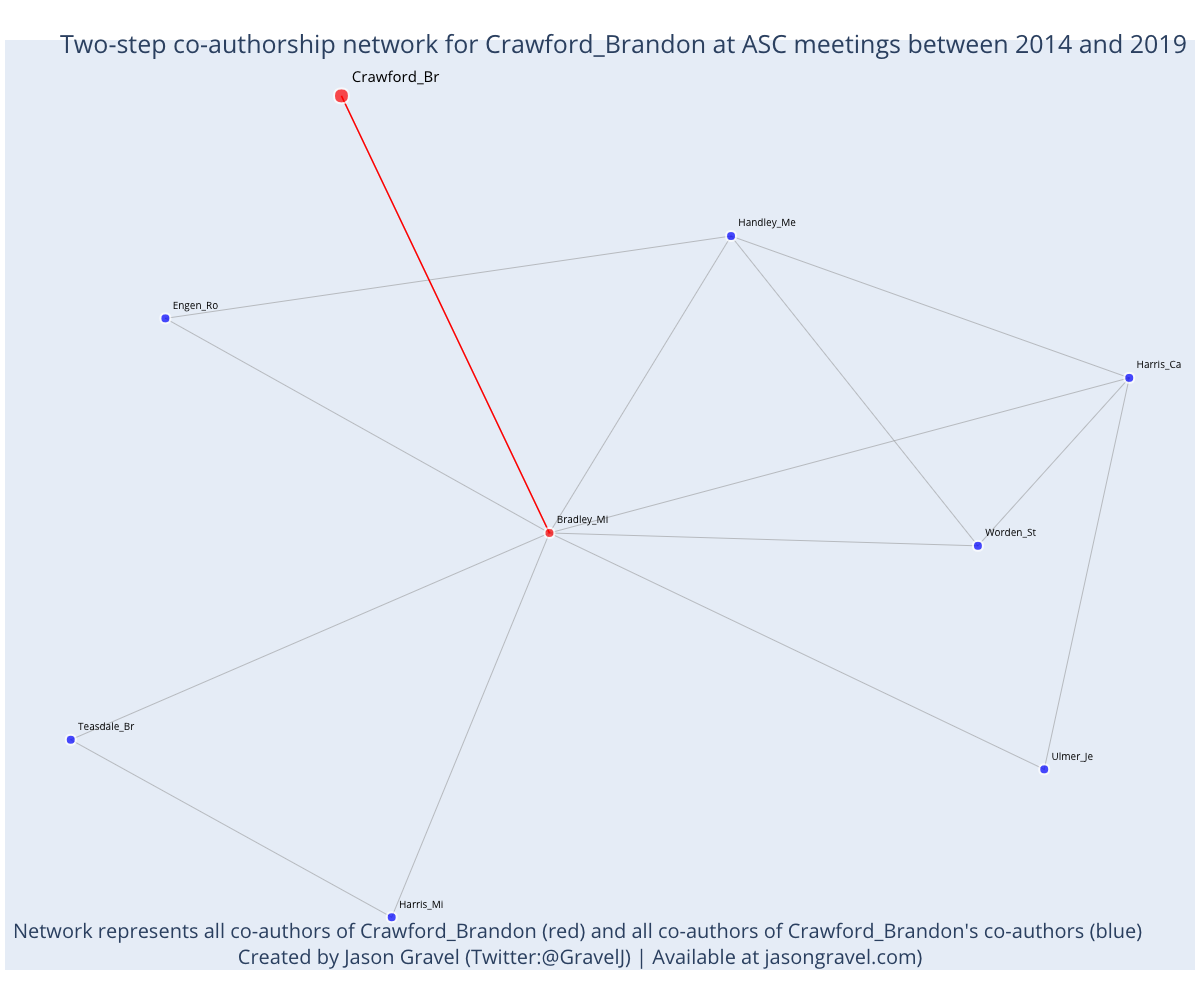 Two-step co-authorship network for Crawford_Brandon at ASC meetings between 2014 and 2019
Crawford_Br
Handley_Me
Engen_Ro
Harris_Ca
Bradley_Mi
Worden_St
Teasdale_Br
Ulmer_Je
Harris_Mi
Network represents all co-authors of Crawford_Brandon (red) and all co-authors of Crawford_Brandon's co-authors (blue)
Created by Jason Gravel (Twitter:@GravelJ) | Available at jasongravel.com)